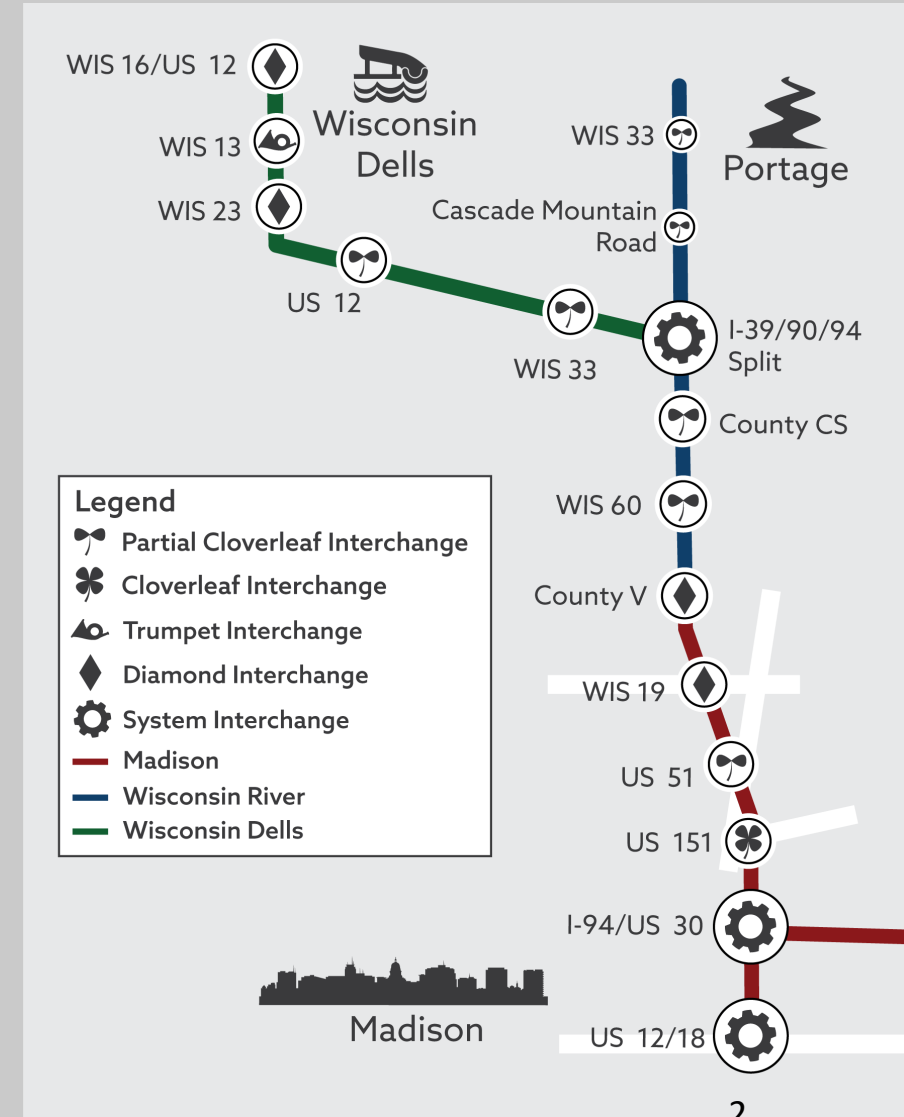 WIS 16/US 12
Wisconsin
Dells
WIS 13
WIS 23
US 12
WIS 33
WIS 33
Portage
Cascade Mountain
Road
I-39/90/94
Split
County CS
WIS 60
County V
WIS 19
US 51
US 151
I-94/US 30
US 12/18
Legend
Partial Cloverleaf Interchange
Cloverleaf Interchange
Trumpet Interchange
Diamond Interchange
System Interchange
Madison
Wisconsin River
Wisconsin Dells
Madison
2